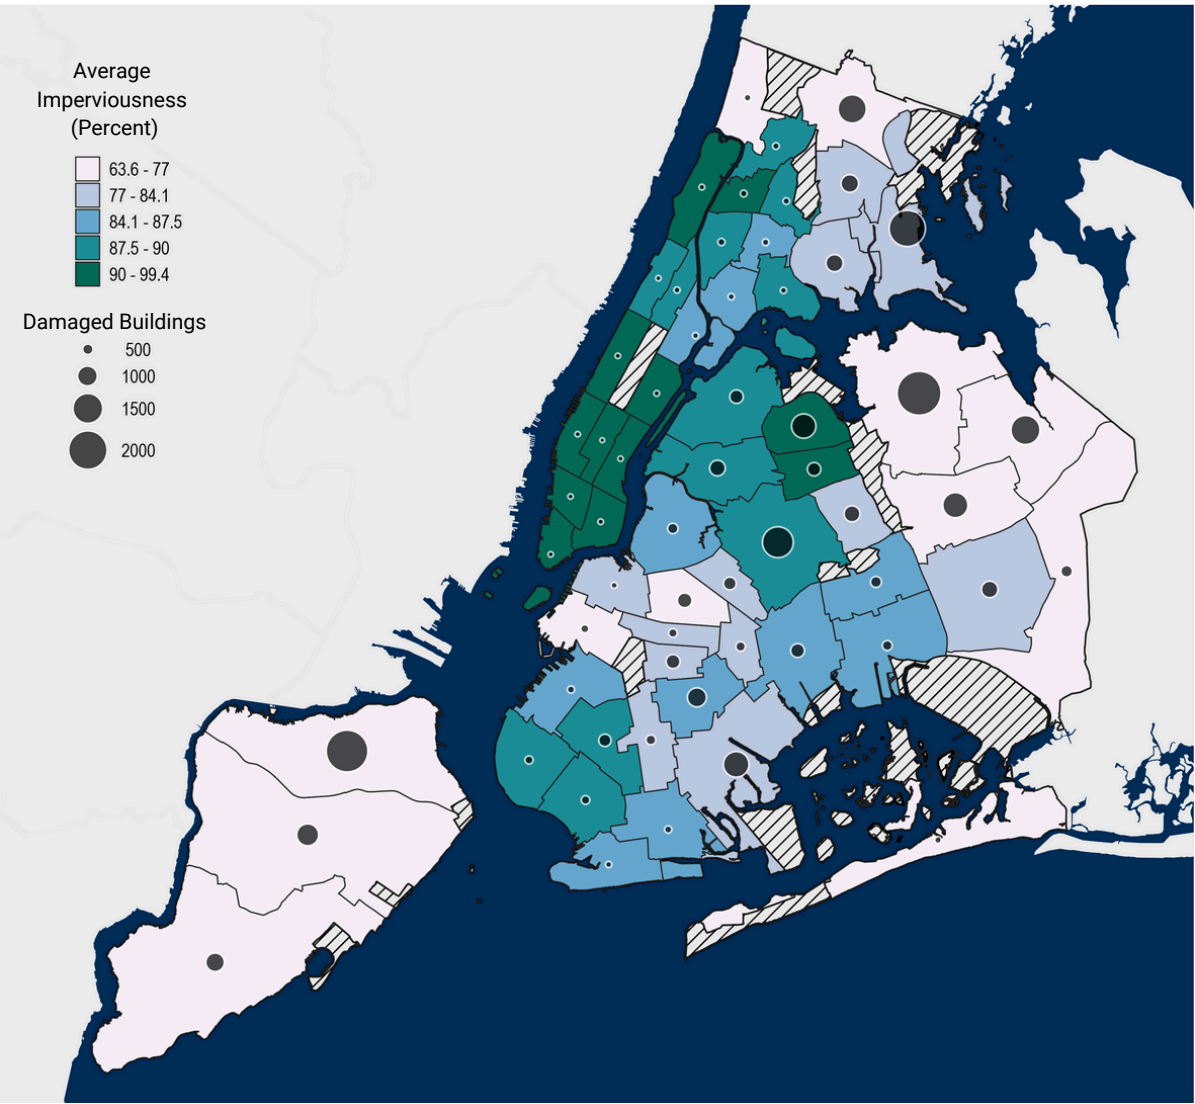 Average
Imperviousness
(Percent)
63.6 - 77
77 - 84.1
84.1 - 87.5
87.5 - 90
90 - 99.4
Damaged Buildings
500
1000
1500
2000